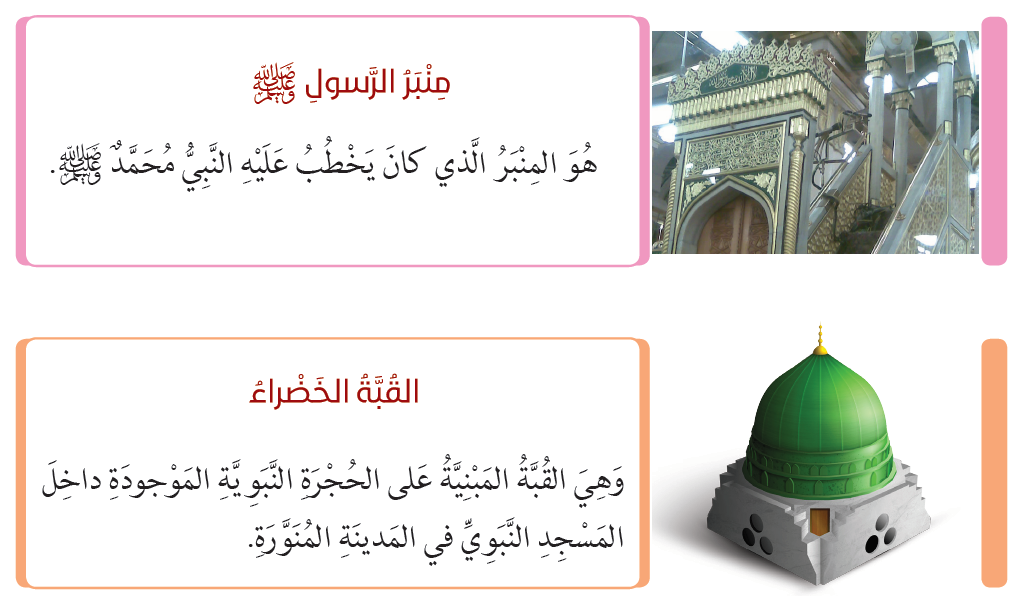 مِنْبَرُ الرَّسولِ ﷺ
هُوَ المِنْبَرُ الَّذي كانَ يَخْطُبُ عَلَيْهِ النَّبِيُّ مُحَمَّدٌ ﷺ.
القُبَّةُ الخَضْراءُ
وَهِيَ القُبَّةُ المَبْنِيَّةُ عَلى الحُجْرَةِ النَّبَوِيَّةِ المَوْجودَةِ داخِلَ
المَسْجِدِ النَّبَوِيِّ في المَدينَةِ المُنَوَّرَةِ.